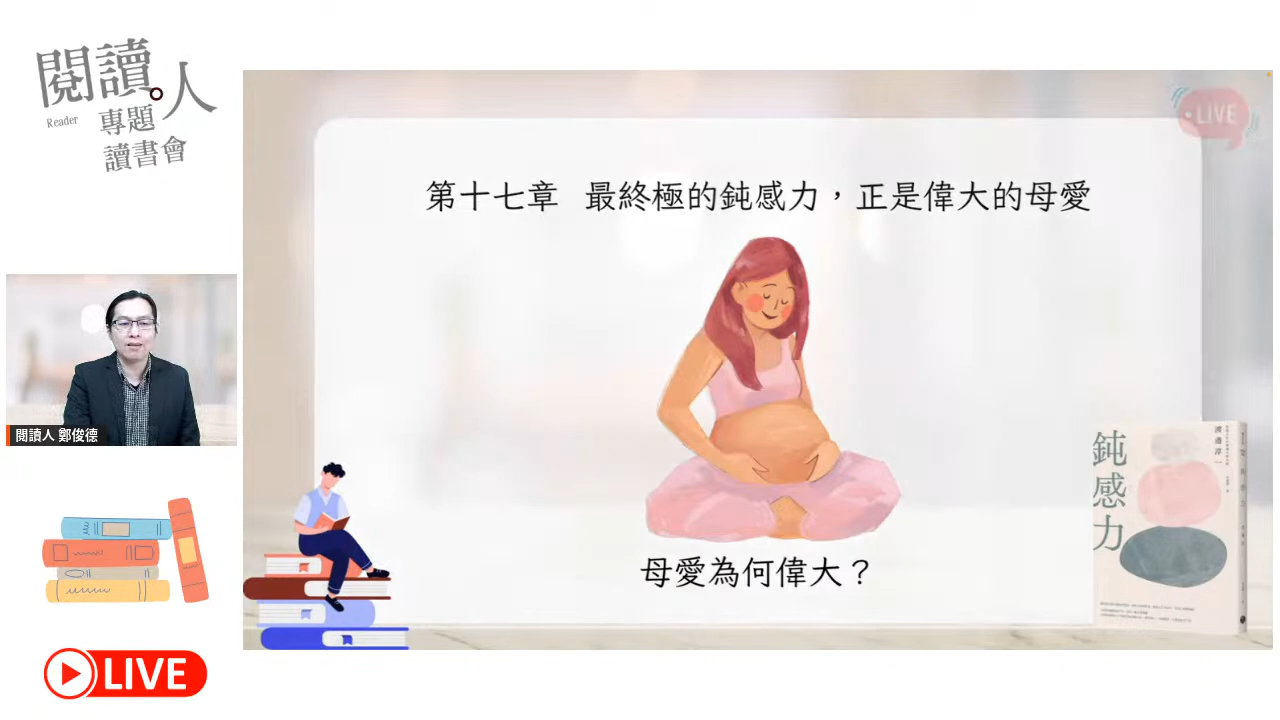 閱讀。人
Reader
專題
讀書會
LIVE
第十七章 最終極的鈍感力，正是偉大的母愛
閱讀人 鄭俊德
鈍感力
渡邊淳一
母愛為何偉大？
LIVE